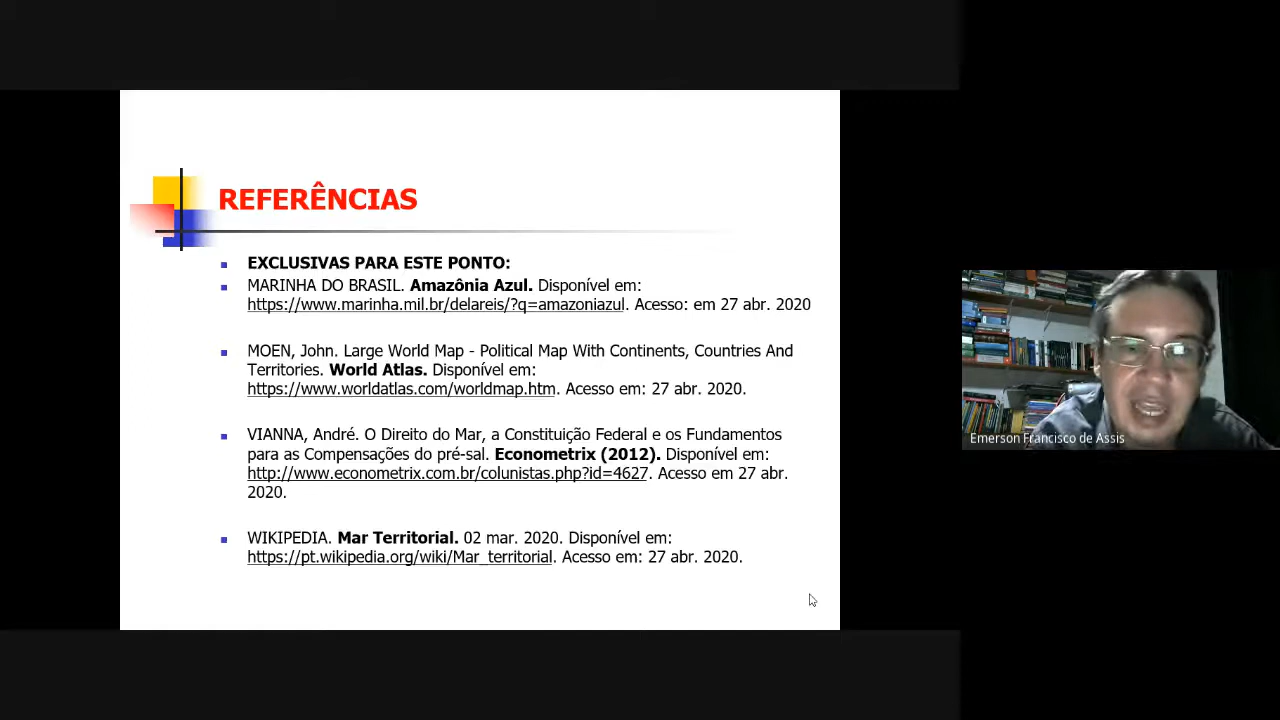 REFERÊNCIAS
EXCLUSIVAS PARA ESTE PONTO:
MARINHA DO BRASIL. Amazônia Azul. Disponível em:
https://www.marinha.mil.br/delareis/?q=amazoniazul. Acesso: em 27 abr. 2020
MOEN, John. Large World Map - Political Map With Continents, Countries And
Territories. World Atlas. Disponível em:
https://www.worldatlas.com/worldmap.htm. Acesso em: 27 abr. 2020.
VIANNA, André. O Direito do Mar, a Constituição Federal e os Fundamentos
para as Compensações do pré-sal. Econometrix (2012). Disponível em:
http://www.econometrix.com.br/colunistas.php?id=4627. Acesso em 27 abr.
2020.
WIKIPEDIA. Mar Territorial. 02 mar. 2020. Disponível em:
https://pt.wikipedia.org/wiki/Mar_territorial. Acesso em: 27 abr. 2020.
Emerson Francisco de Assis